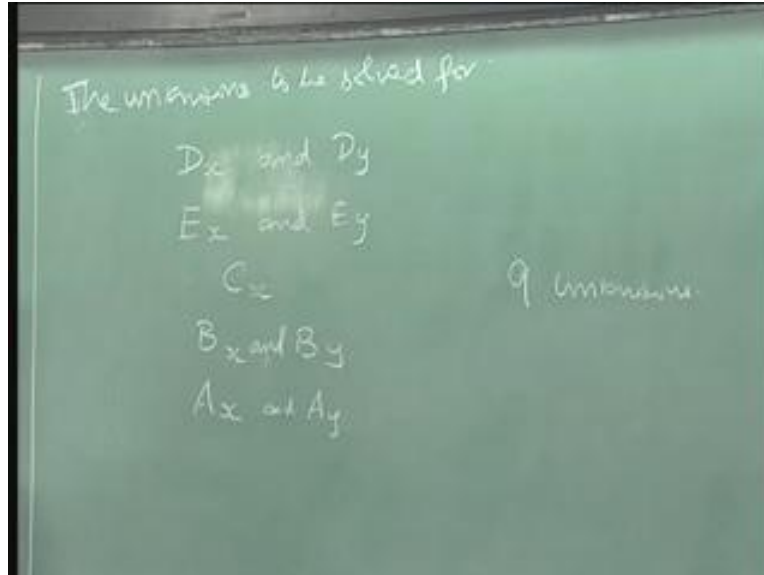 The unknowns to be solved for
Dx and Dy
Ex and Ey
Cx
9 unknowns.
Bx and By
Ax and Ay